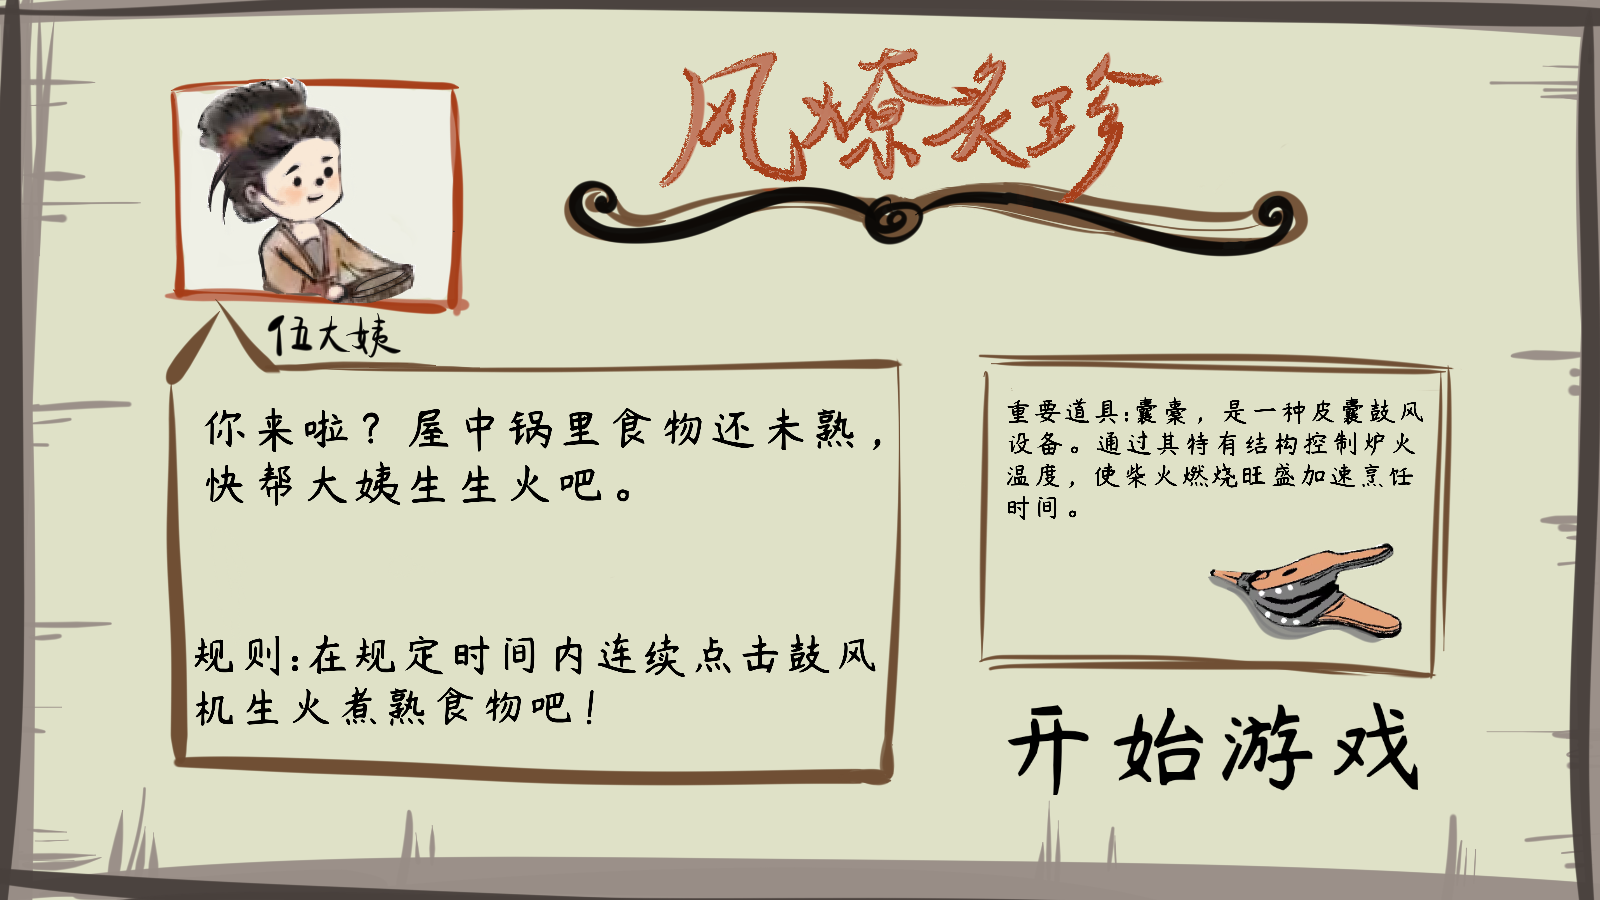 风燎炙珍
伍大姨
你来啦？屋中锅里食物还未熟，
快帮大姨生生火吧。
规则:在规定时间内连续点击鼓风
机生火煮熟食物吧！
重要道具:囊橐，是一种皮囊鼓风
设备。通过其特有结构控制炉火
温度，使柴火燃烧旺盛加速烹饪
时间。
开始游戏